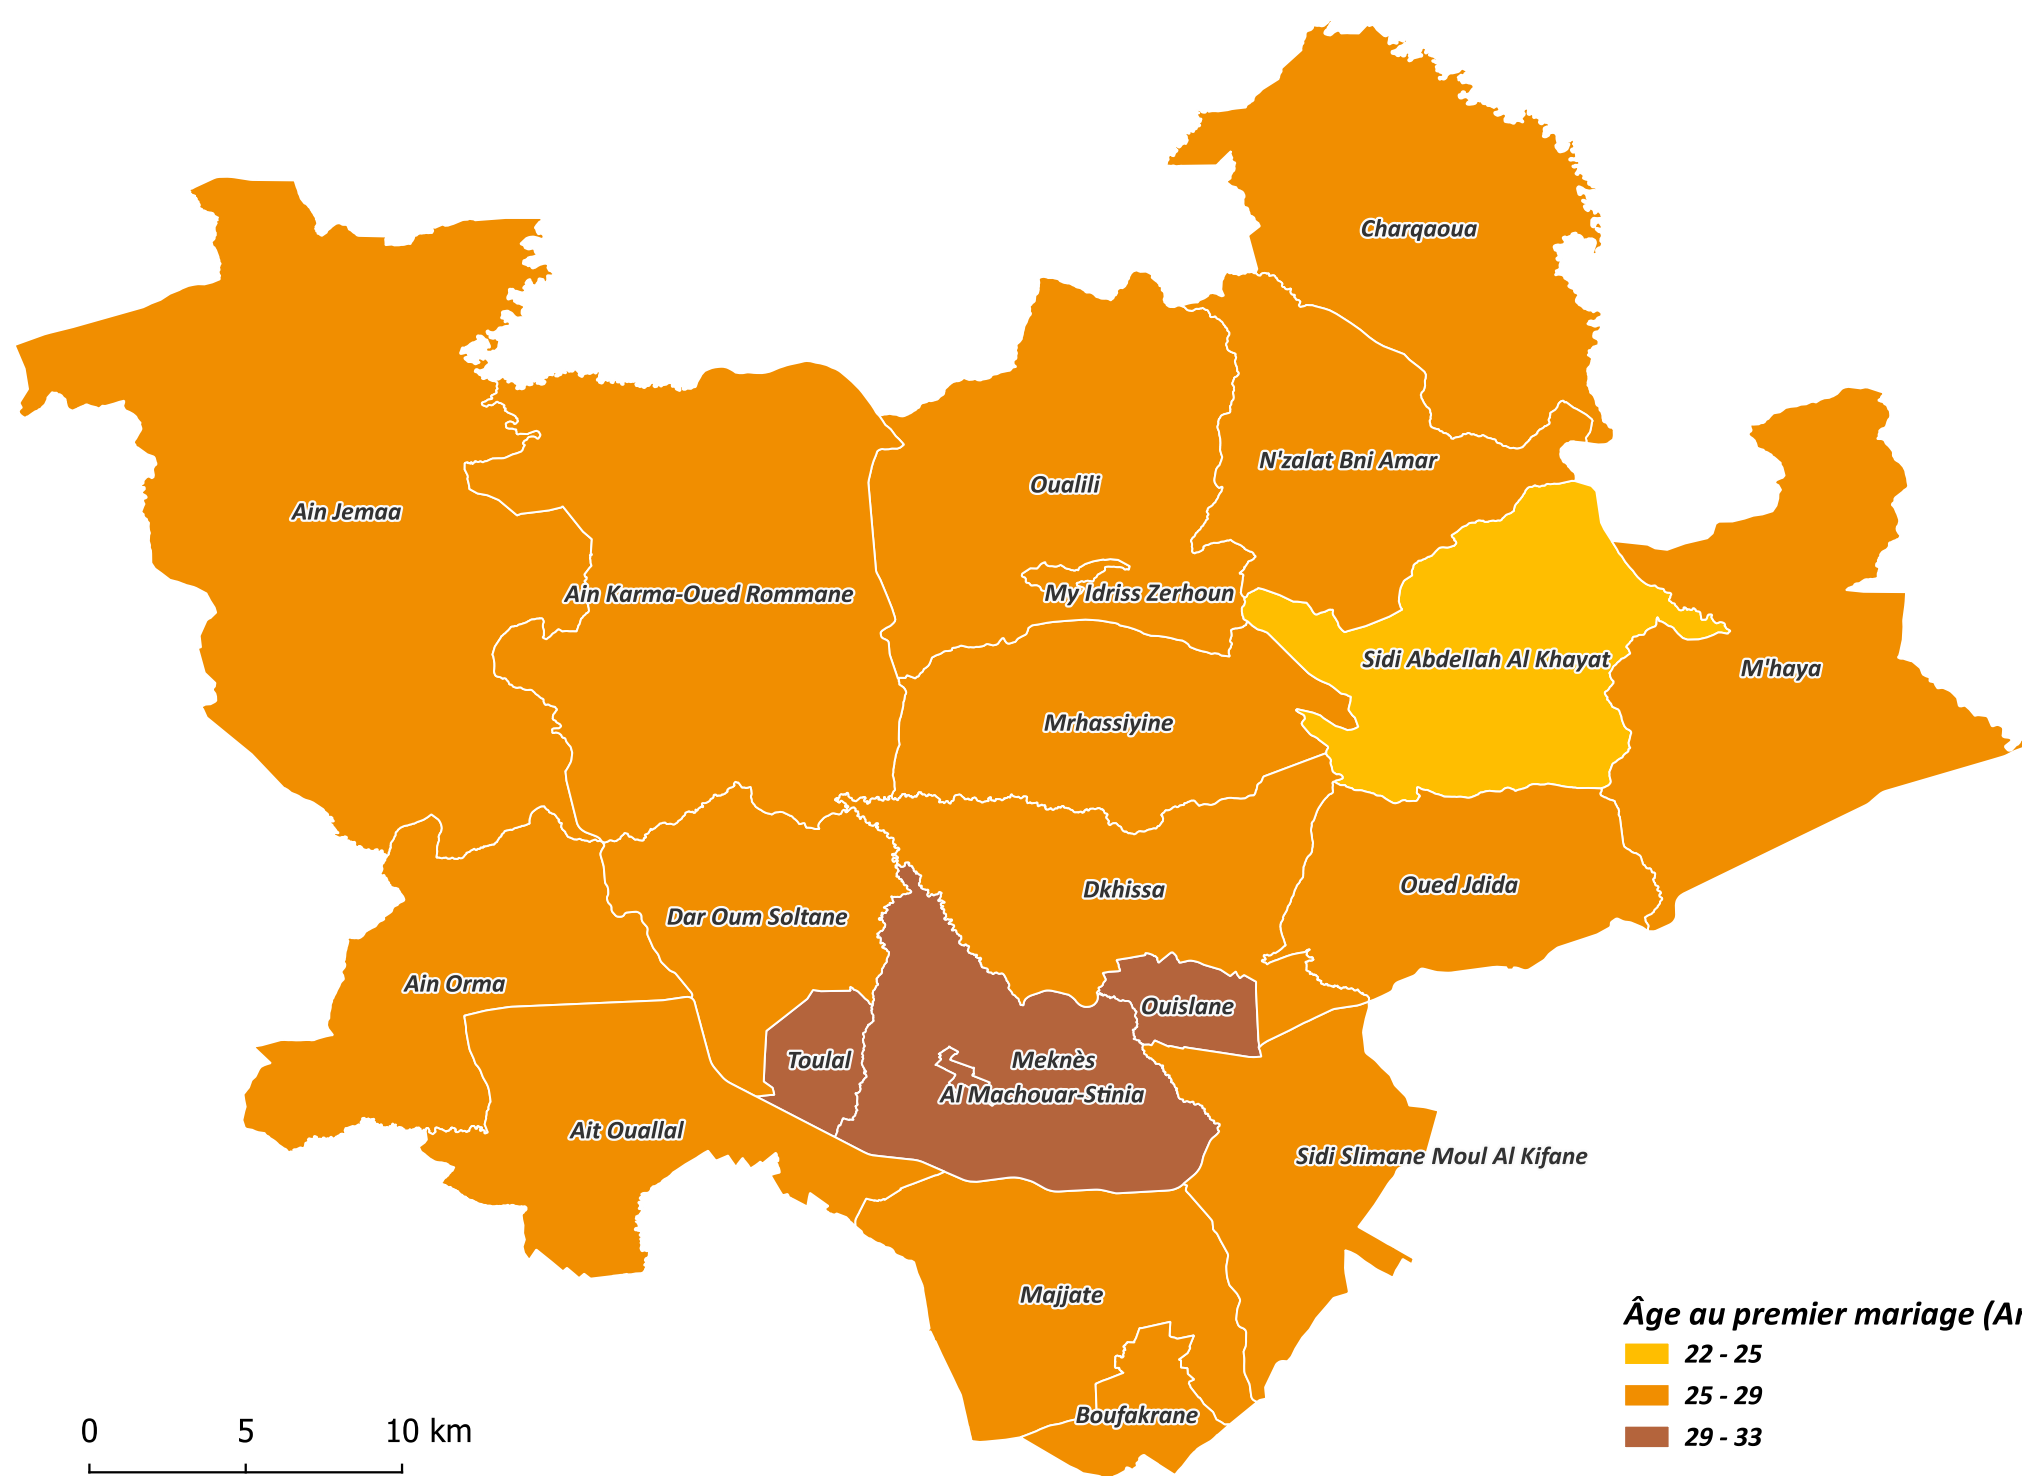 Charqaoua
N'zalat Bni Amar
Oualili
Ain Jemaa
Ain Karma-Oued Rommane
My Idriss Zerhoun
Sidi Abdellah Al Khayat
M'haya
Mrhassiyine
Dkhissa
Oued Jdida
Dar Oum Soltane
Ain Orma
Ouislane
Toulal
Meknès
Al Machouar-Stinia
Ait Ouallal
Sidi Slimane Moul Al Kifane
Majjate
Boufakrane
Âge au premier mariage (An
22 - 25
25 - 29
29 - 33
0 5 10 km